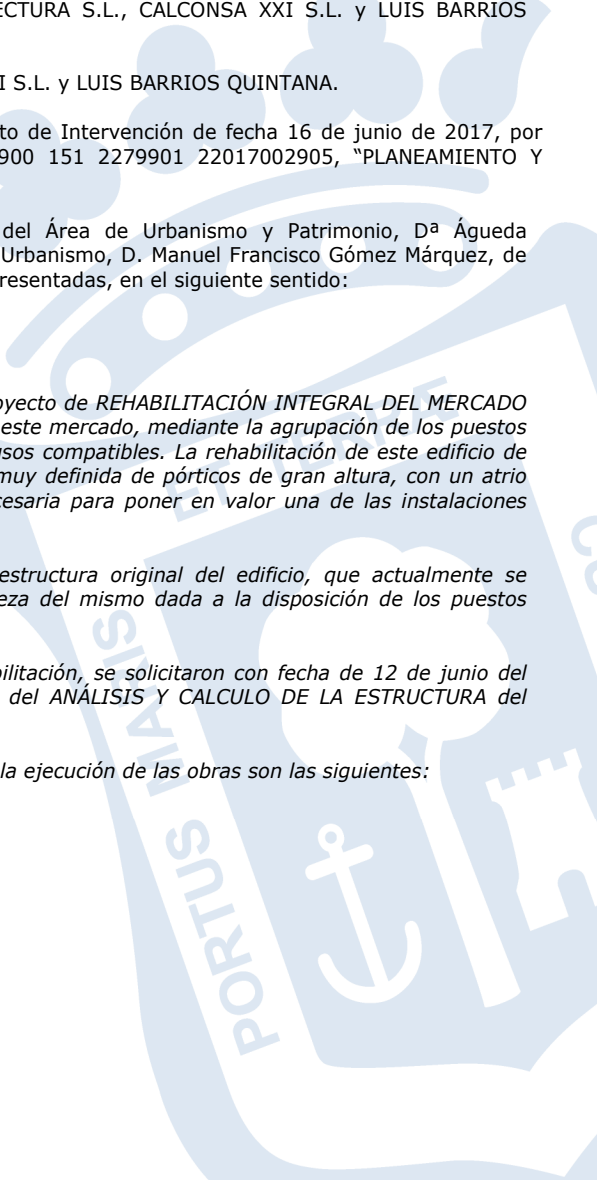 ECTURA S.L., CALCONSA XXI S.L. y LUIS BARRIOS
I S.L. y LUIS BARRIOS QUINTANA.
to de Intervención de fecha 16 de junio de 2017, por
900 151 2279901 22017002905, “PLANEAMIENTO Y
del Área de Urbanismo y Patrimonio, Dª Águeda
Urbanismo, D. Manuel Francisco Gómez Márquez, de
resentadas, en el siguiente sentido:
oyecto de REHABILITACIÓN INTEGRAL DEL MERCADO
este mercado, mediante la agrupación de los puestos
usos compatibles. La rehabilitación de este edificio de
muy definida de pórticos de gran altura, con un atrio
cesaria para poner en valor una de las instalaciones
estructura original del edificio, que actualmente se
eza del mismo dada a la disposición de los puestos
bilitación, se solicitaron con fecha de 12 de junio del
del ANÁLISIS Y CALCULO DE LA ESTRUCTURA del
la ejecución de las obras son las siguientes:
PORTUS MARIS
ET TERRE
CO